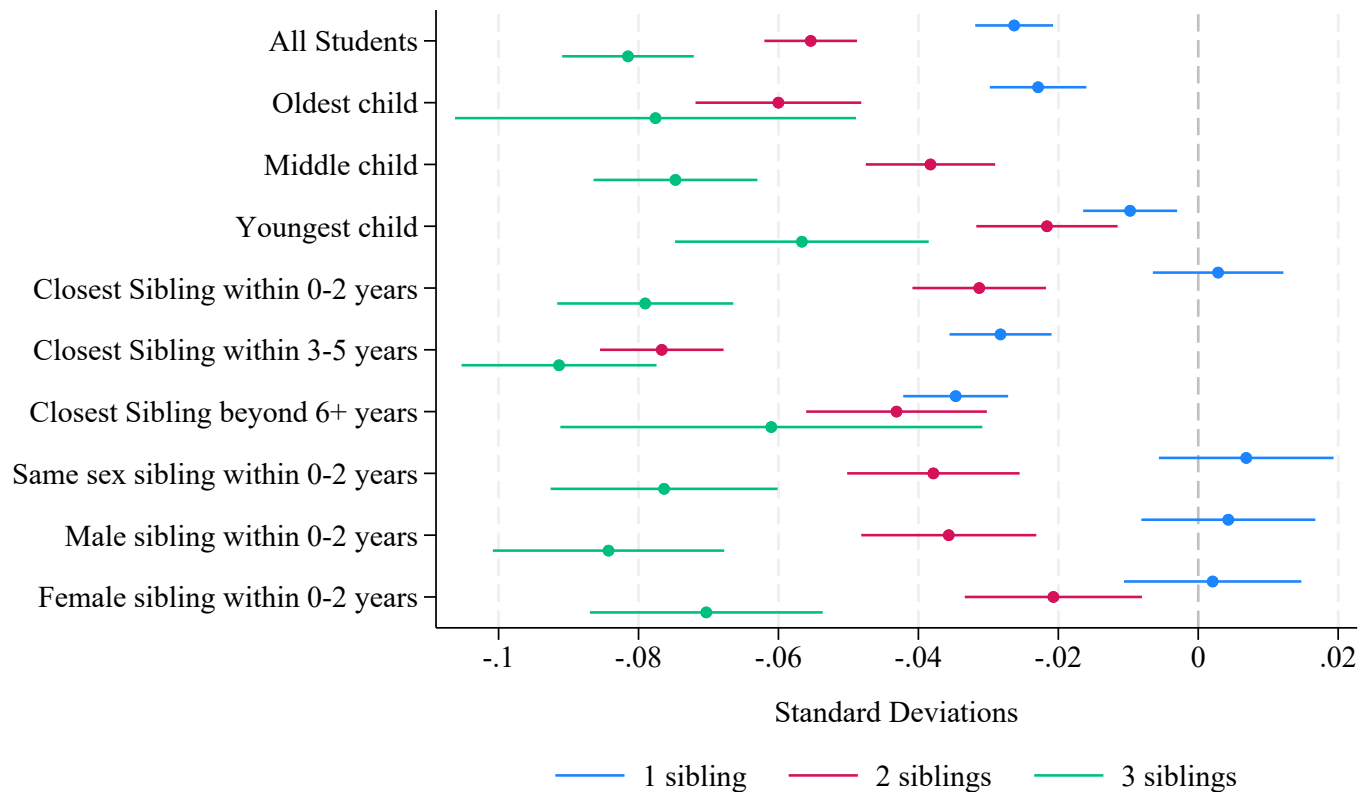 All Students
Oldest child
Middle child
Youngest child
Closest Sibling within 0-2 years
Closest Sibling within 3-5 years
Closest Sibling beyond 6+ years
Same sex sibling within 0-2 years
Male sibling within 0-2 years
Female sibling within 0-2 years
-.1 -.08 -.06 -.04 -.02 0 .02
Standard Deviations
1 sibling 2 siblings 3 siblings